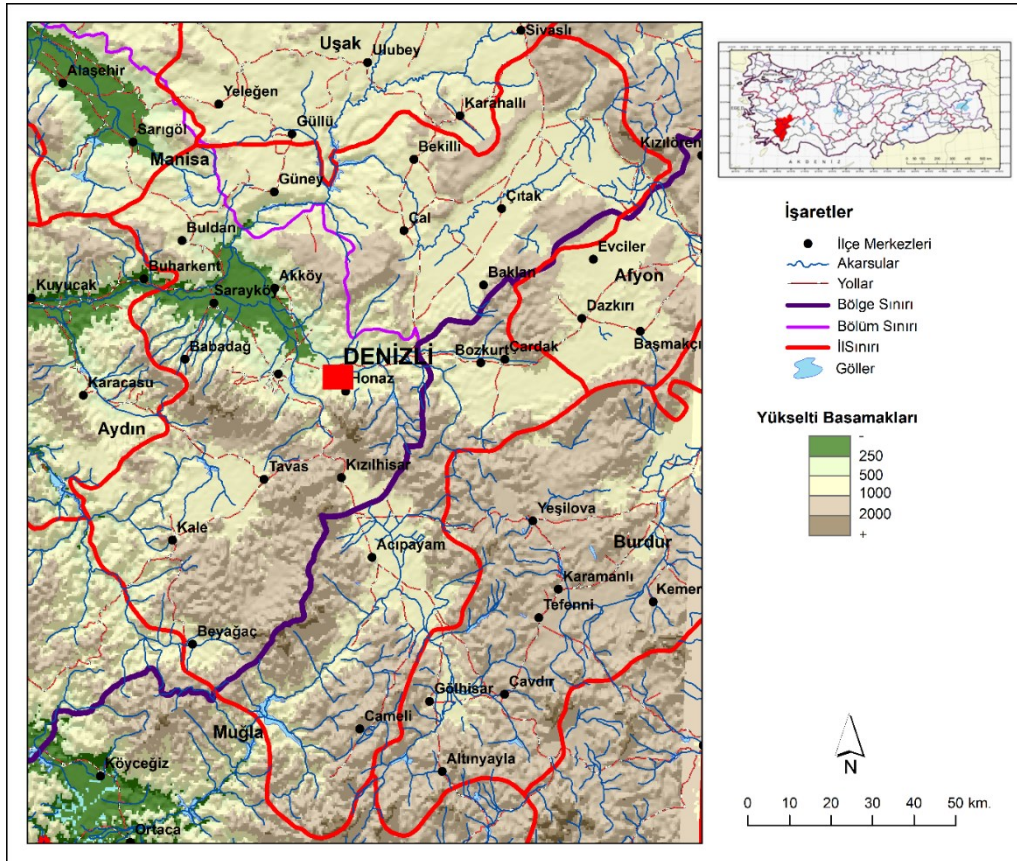 Sivaslı
Uşak
Ulubey
Alaşehir
Yeleğen
Karahallı
Güllü
Sarıgöl
Manisa
Bekilli
Kızılören
Güney
Çıtak
Çal
Buldan
Evciler
Afyon
Buharkent
Akköy
Baklan
Kuyucak
Sarayköy
Dazkırı
Başmakçı
DENİZLİ
Bozkurt
Çardak
Babadağ
Honaz
Karacasu
Aydın
Tavas
Kızılhisar
Yeşilova
Kale
Burdur
Acıpayam
Karamanlı
Kemer
Tefenni
Beyağaç
Gölhisar
Çavdır
Muğla
Cameli
Altınyayla
Köyceğiz
Ortaca
KARADENİZ
AKDENİZ
İşaretler
İlçe Merkezleri
Akarsular
Yollar
Bölge Sınırı
Bölüm Sınırı
İlSınırı
Göller
Yükselti Basamakları
-
250
500
1000
2000
+
N
0 10 20 30 40 50 km.